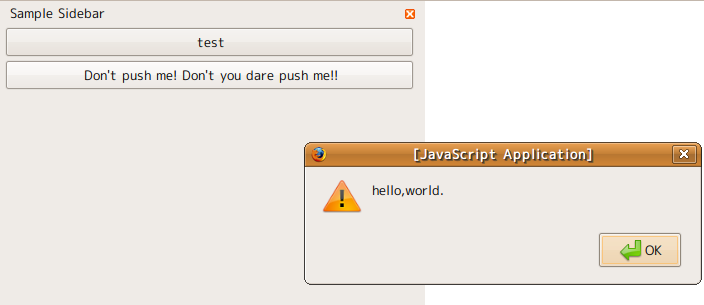 Sample Sidebar
test
Don't push me! Don't you dare push me!!
[JavaScript Application]
hello,world.
OK